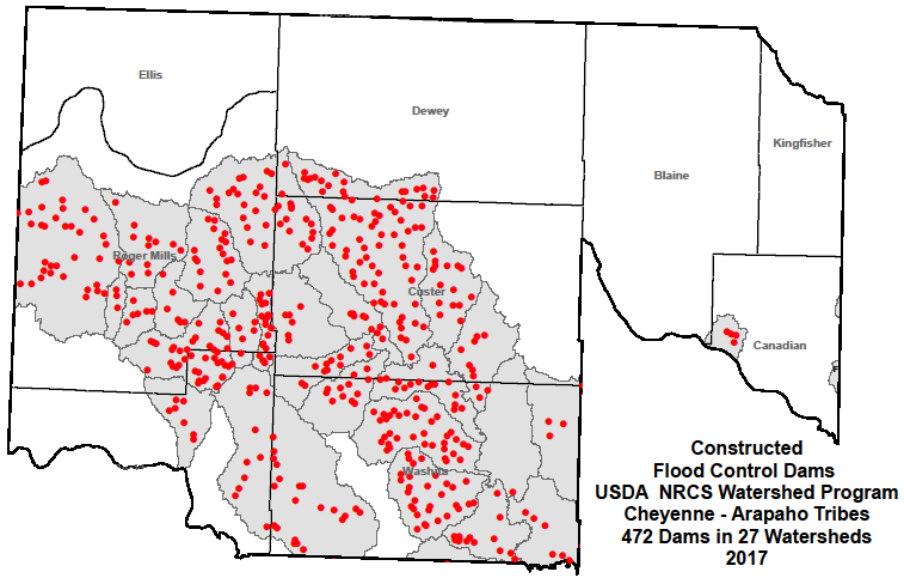 Ellis
Dewey
Kingfisher
Blaine
Roger Mills
Custer
Canadian
Washita
Constructed
Flood Control Dams
USDA NRCS Watershed Program
Cheyenne - Arapaho Tribes
472 Dams in 27 Watersheds
2017